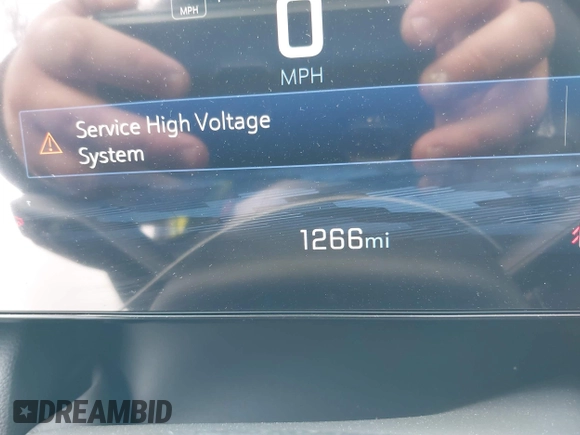 MPH
0
MPH
Service High Voltage
System
1266mi
DREAMBID